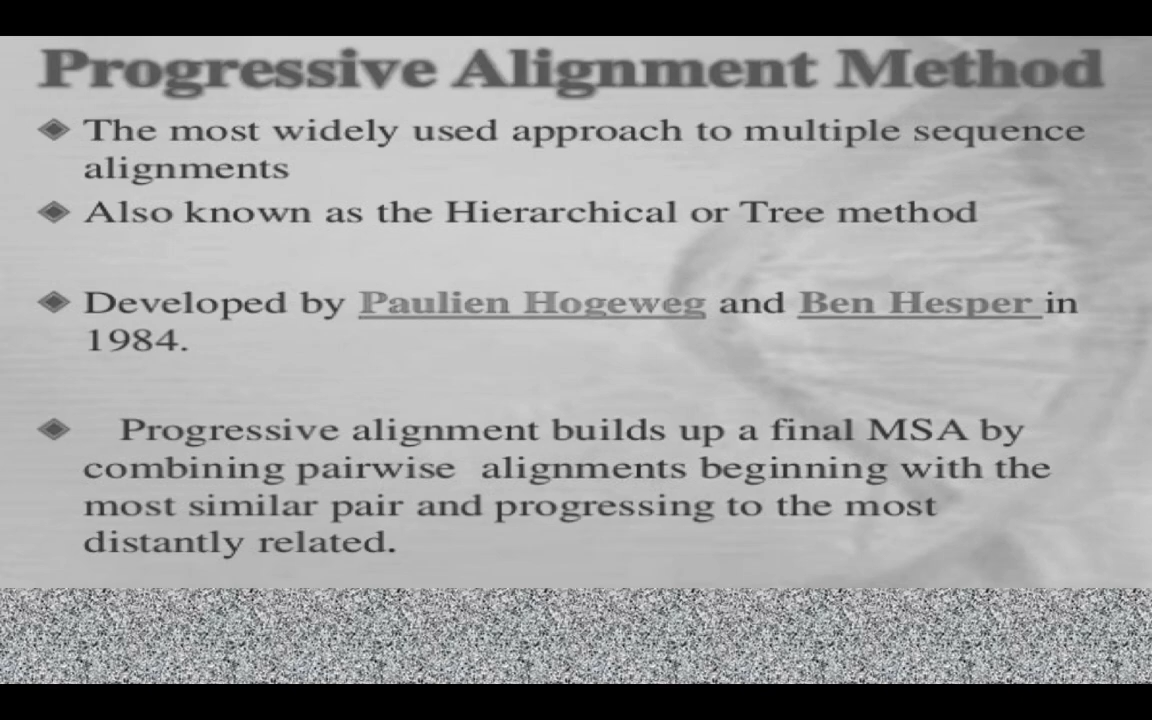 Progressive Alignment Method
The most widely used approach to multiple sequence
alignments
Also known as the Hierarchical or Tree method
Developed by Paulien Hogeweg and Ben Hesper in
1984.
Progressive alignment builds up a final MSA by
combining pairwise alignments beginning with the
most similar pair and progressing to the most
distantly related.